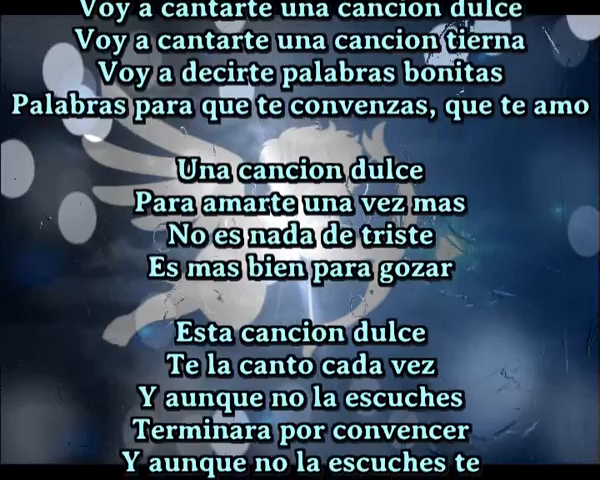 Voy a cantarte una cancion dulce
Voy a cantarte una cancion tierna
Voy a decirte palabras bonitas
Palabras para que te convenzas, que te amo
Una cancion dulce
Para amarte una vez mas
No es nada de triste
Es mas bien para gozar
Esta cancion dulce
Te la canto cada vez
Y aunque no la escuches
Terminara por convencer
Y aunque no la escuches te